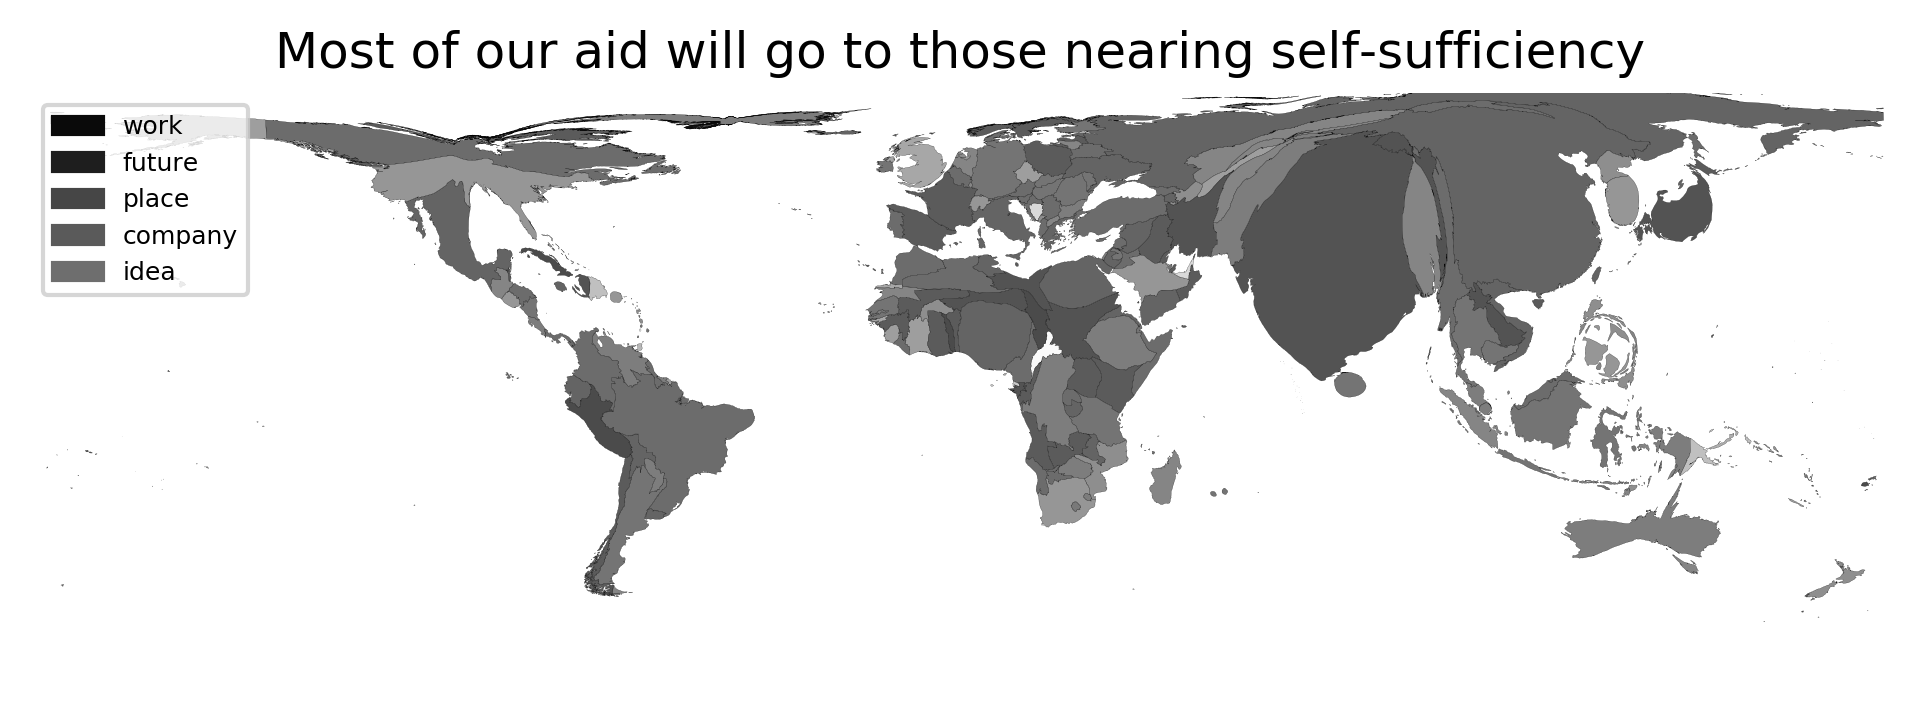 Most of our aid will go to those nearing self-sufficiency
work
future
place
company
idea